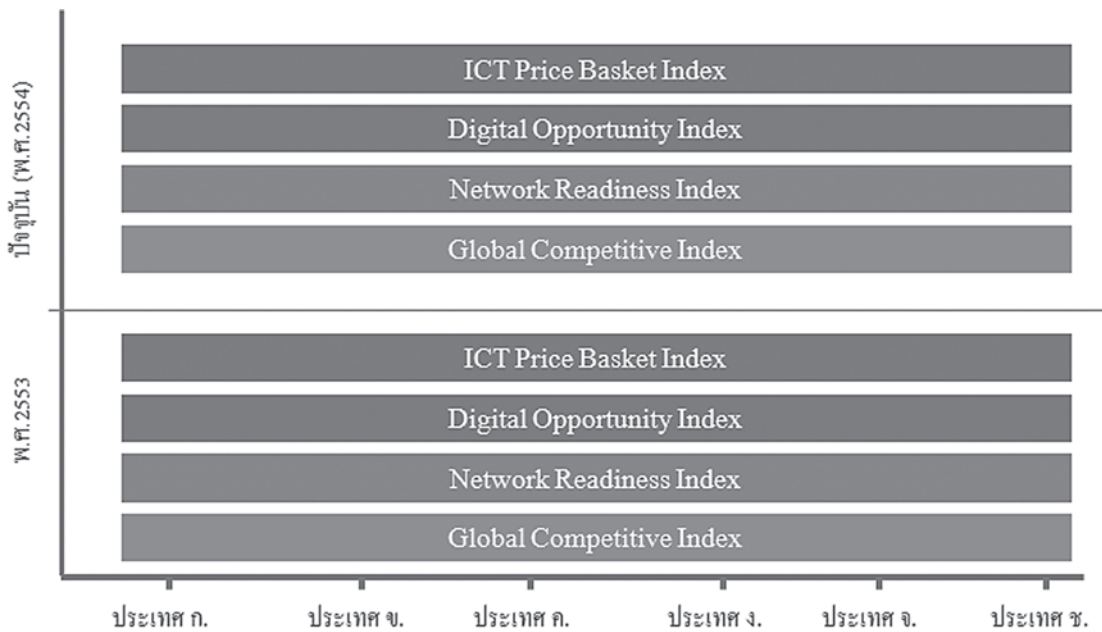 ปัจจุบัน (พ.ศ.2554)
ICT Price Basket Index
Digital Opportunity Index
Network Readiness Index
Global Competitive Index
พ.ศ.2553
ICT Price Basket Index
Digital Opportunity Index
Network Readiness Index
Global Competitive Index
ประเทศ ก. ประเทศ ข. ประเทศ ค. ประเทศ ง. ประเทศ จ. ประเทศ ช.